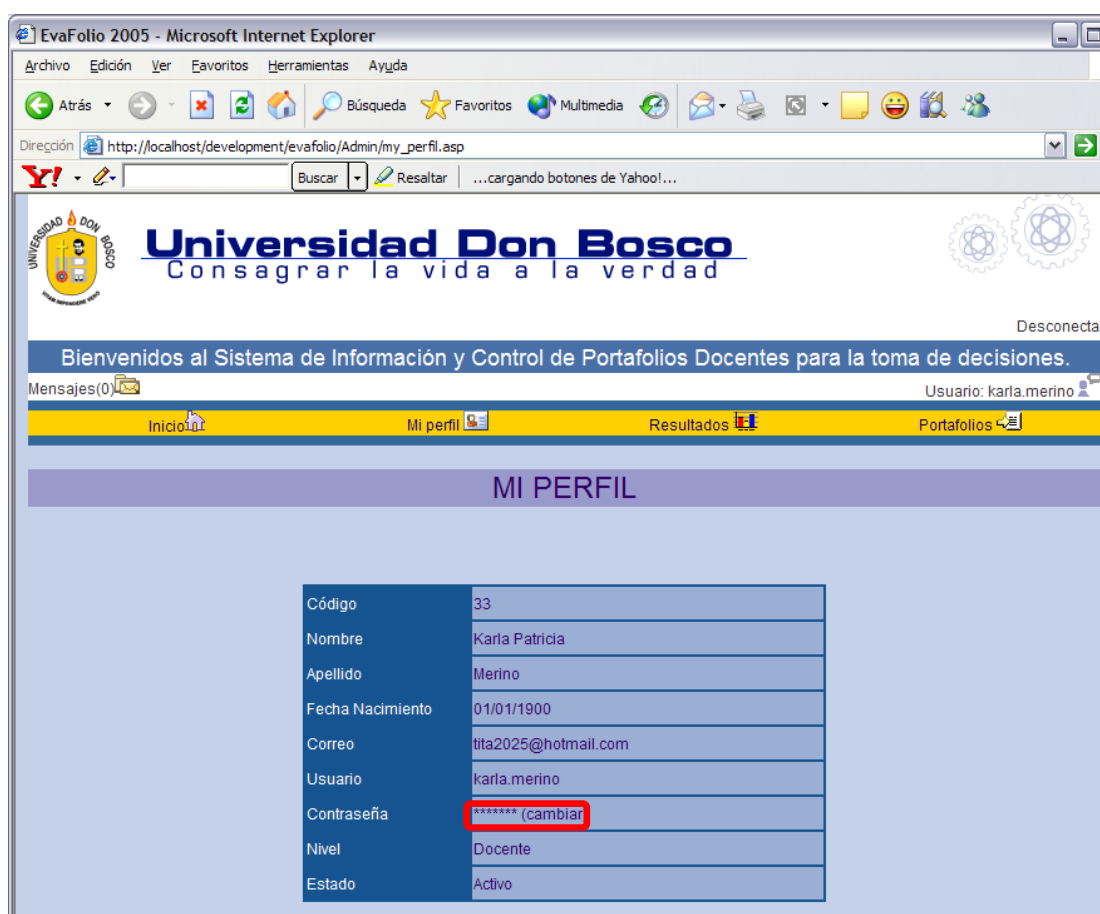 EvaFolio 2005 - Microsoft Internet Explorer
Archivo Edición Ver Favoritos Herramientas Ayuda
Atrás Búsqueda Favoritos Multimedia
Dirección http://localhost/development/evafolio/Admin/my_perfil.asp
Y! Buscar Resaltar ...cargando botones de Yahoo!...
UNIVERSIDAD DON BOSCO
Universidad Don Bosco
Consagrar la vida a la verdad
Desconecta
Bienvenidos al Sistema de Información y Control de Portafolios Docentes para la toma de decisiones.
Mensajes(0) Usuario: karla.merino
Inicio Mi perfil Resultados Portafolios
MI PERFIL
Código 33
Nombre Karla Patricia
Apellido Merino
Fecha Nacimiento 01/01/1900
Correo tita2025@hotmail.com
Usuario karla.merino
Contraseña ******* (cambiar
Nivel Docente
Estado Activo